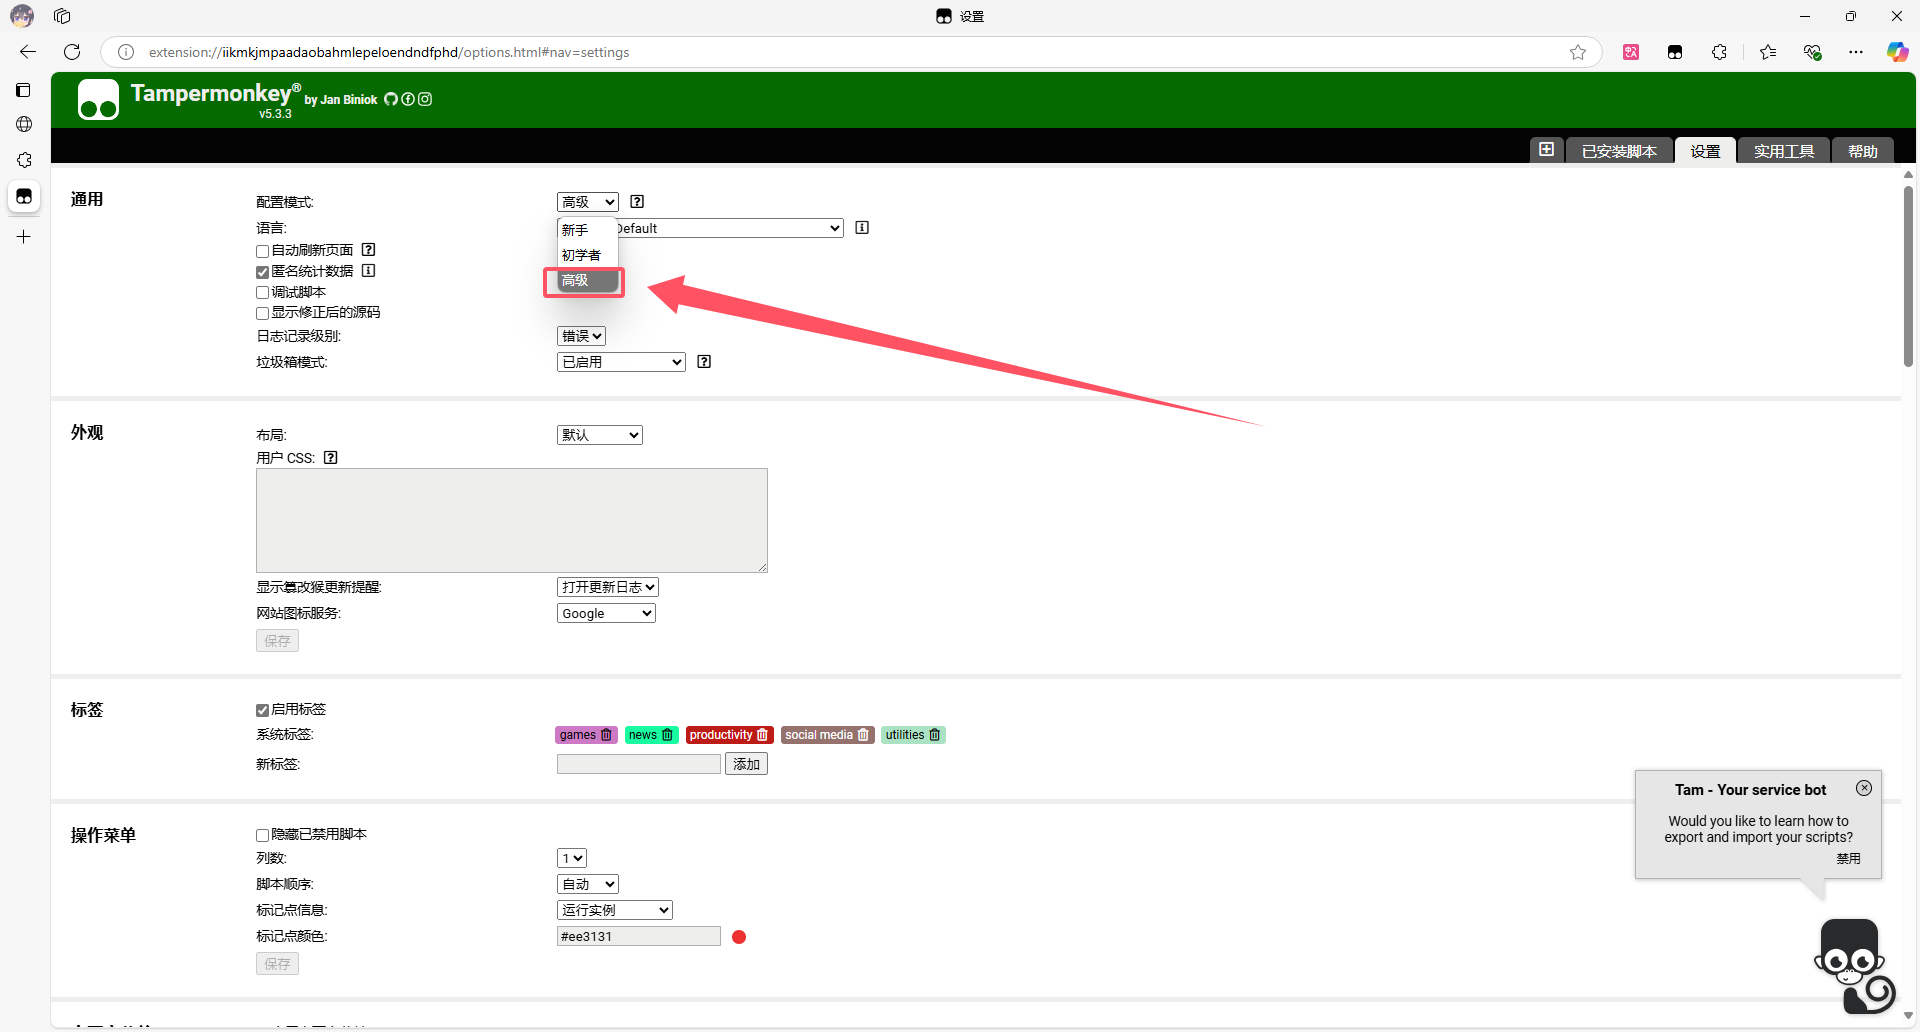 设置
extension://iikmkjmpaadaobahmlepeloendndfphd/options.html#nav=settings
Tampermonkey® by Jan Biniok
v5.3.3
已安装脚本 设置 实用工具 帮助
通用
配置模式: 高级
新手
初学者
高级
语言: Default
自动刷新页面
匿名统计数据
调试脚本
显示修正后的源码
日志记录级别: 错误
垃圾箱模式: 已启用
外观
布局: 默认
用户 CSS:
显示篡改猴更新提醒: 打开更新日志
网站图标服务: Google
保存
标签
启用标签
系统标签: games news productivity social media utilities
新标签: 添加
操作菜单
隐藏已禁用脚本
列数: 1
脚本顺序: 自动
标记点信息: 运行实例
标记点颜色: #ee3131
保存
Tam - Your service bot
Would you like to learn how to
export and import your scripts?
禁用